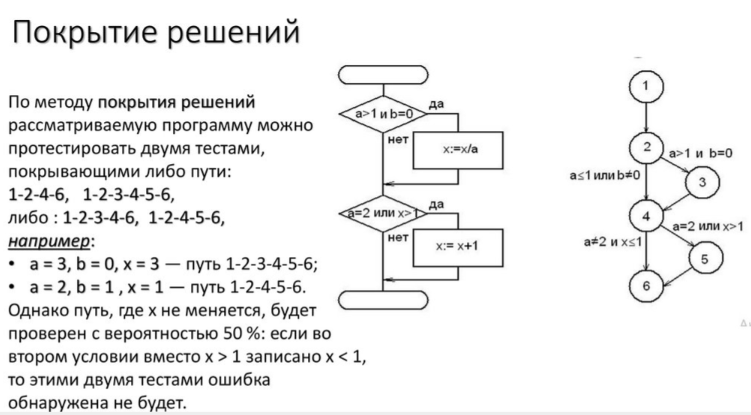 Покрытие решений
По методу покрытия решений
рассматриваемую программу можно
протестировать двумя тестами,
покрывающими либо пути:
1-2-4-6, 1-2-3-4-5-6,
либо : 1-2-3-4-6, 1-2-4-5-6,
например:
• a = 3, b = 0, x = 3 — путь 1-2-3-4-5-6;
• a = 2, b = 1 , x = 1 — путь 1-2-4-5-6.
Однако путь, где x не меняется, будет
проверен с вероятностью 50 %: если во
втором условии вместо x > 1 записано x < 1,
то этими двумя тестами ошибка
обнаружена не будет.
a>1 и b=0
да
нет
x:=x/a
a=2 или x>1
да
нет
x:= x+1
1
2
a>1 и b=0
a≤1 или b≠0
3
4
a=2 или x>1
a≠2 и x≤1
5
6